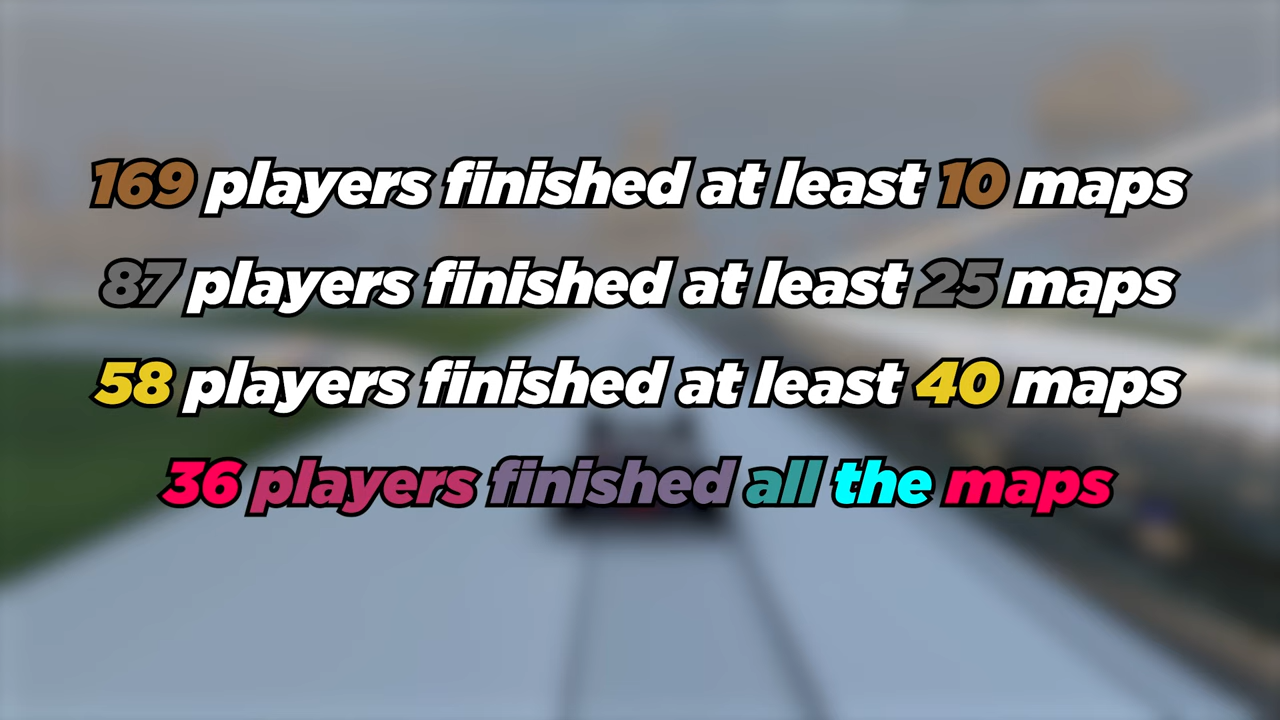 169 players finished at least 10 maps
87 players finished at least 25 maps
58 players finished at least 40 maps
36 players finished all the maps